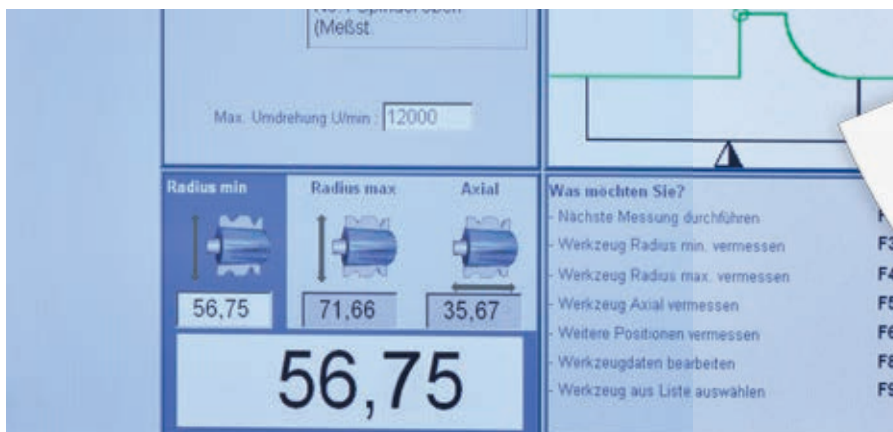 (Meßst.
Max. Umdrehung U/min : 12000
Radius min Radius max Axial
56,75 71,66 35,67
56,75
Was möchten Sie?
- Nächste Messung durchführen
- Werkzeug Radius min. vermessen F3
- Werkzeug Radius max. vermessen F4
- Werkzeug Axial vermessen F5
- Weitere Positionen vermessen F6
- Werkzeugdaten bearbeiten F8
- Werkzeug aus Liste auswählen F9